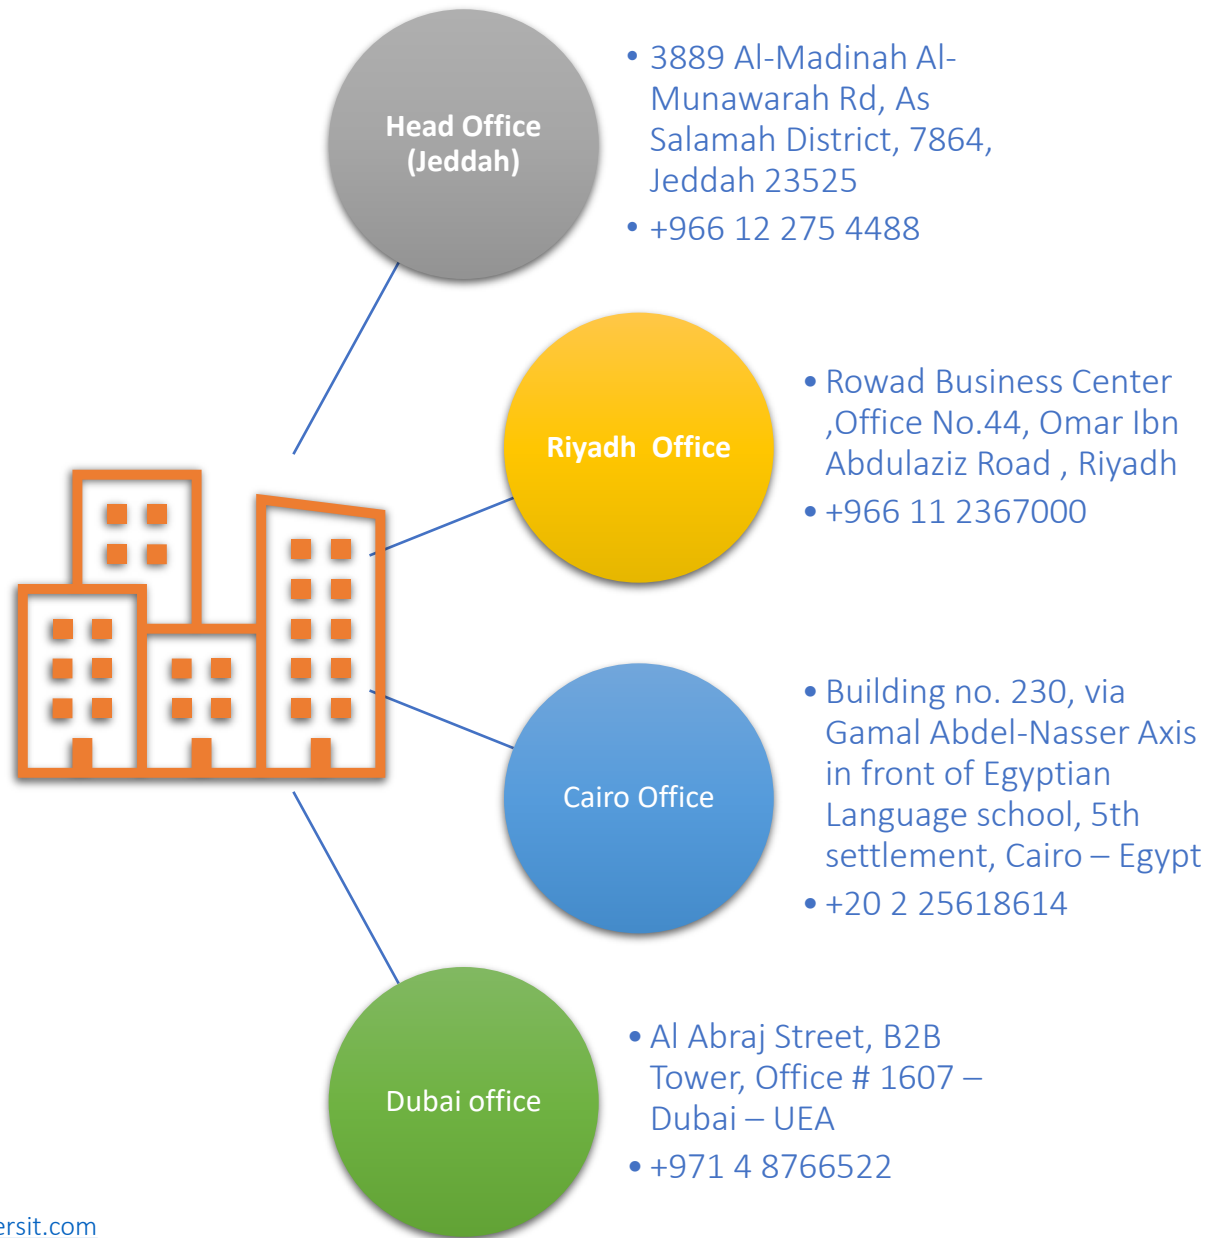 Head Office
(Jeddah)
• 3889 Al-Madinah Al-
Munawarah Rd, As
Salamah District, 7864,
Jeddah 23525
• +966 12 275 4488
Riyadh  Office
• Rowad Business Center
,Office No.44, Omar Ibn
Abdulaziz Road , Riyadh
• +966 11 2367000
Cairo Office
• Building no. 230, via
Gamal Abdel-Nasser Axis
in front of Egyptian
Language school, 5th
settlement, Cairo – Egypt
• +20 2 25618614
Dubai office
• Al Abraj Street, B2B
Tower, Office # 1607 –
Dubai – UEA
• +971 4 8766522
ersit.com